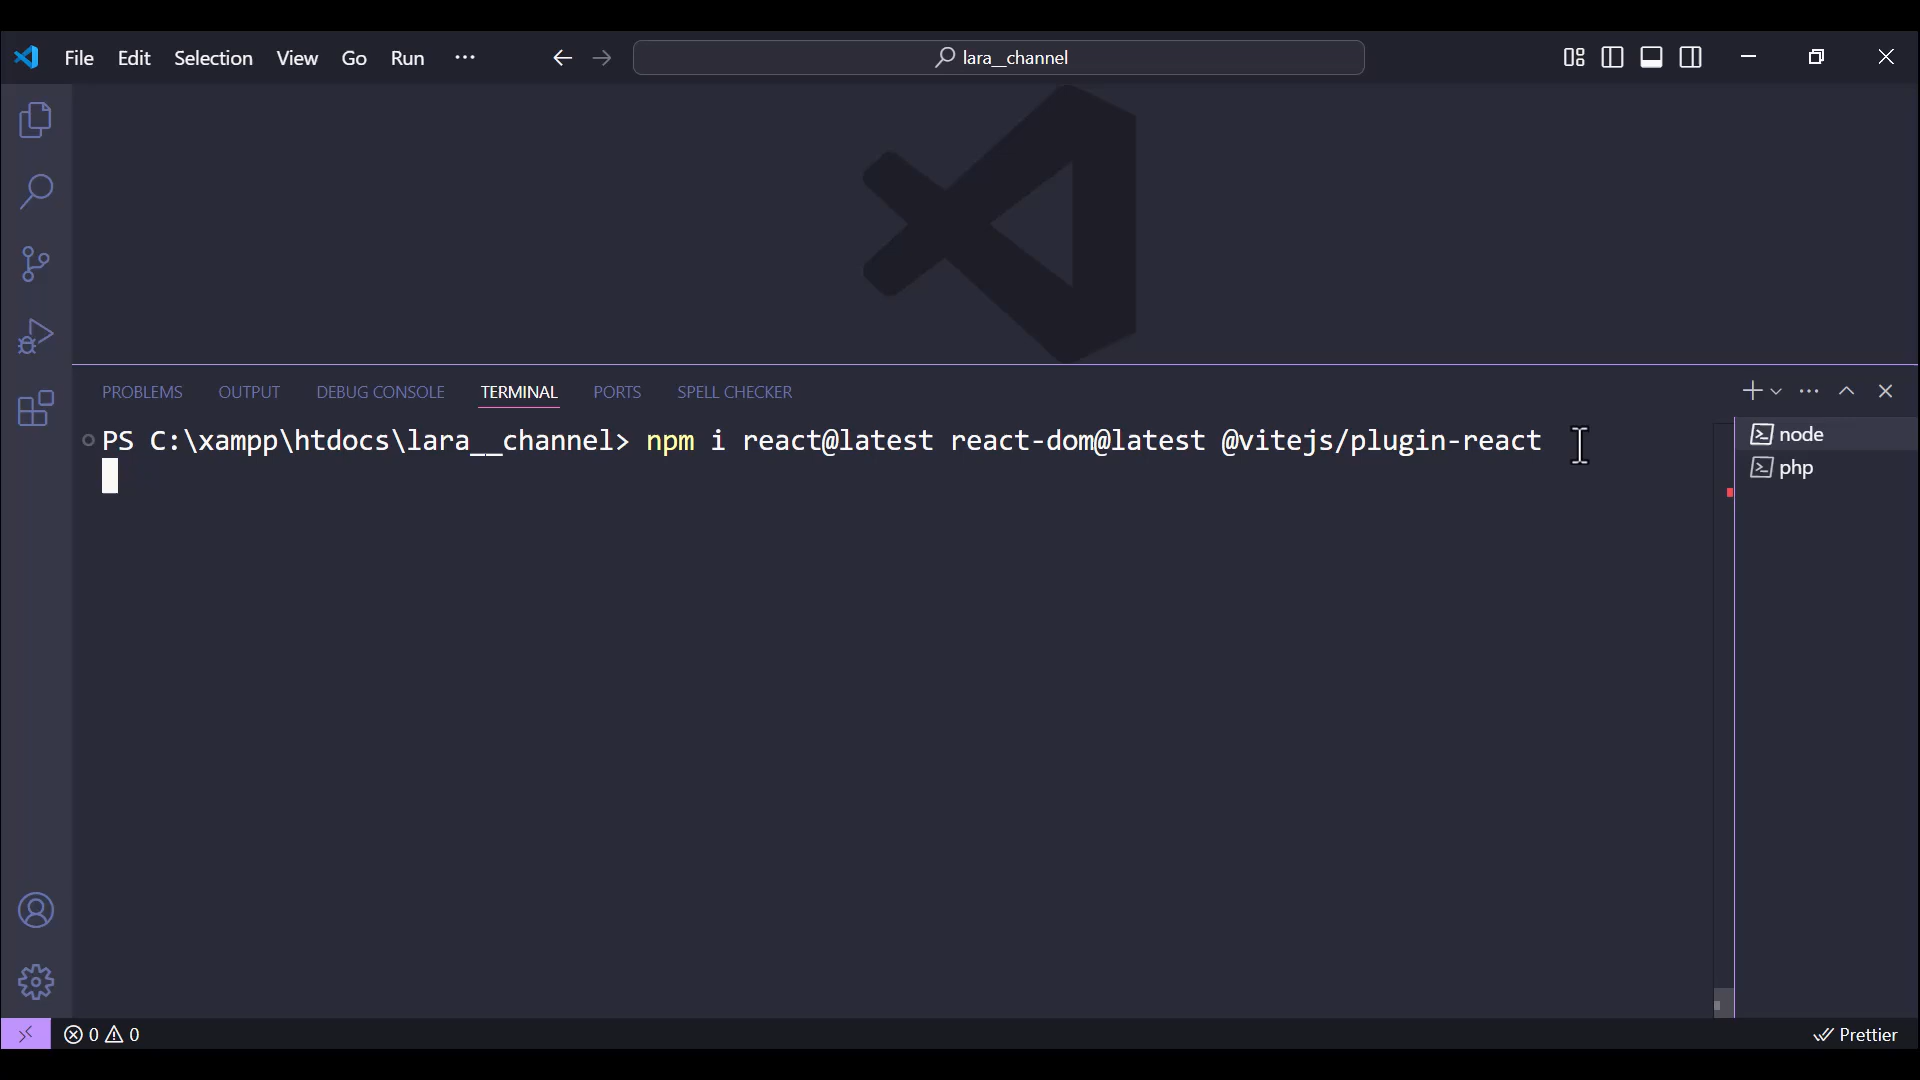 File Edit Selection View Go Run ··· lara__channel
PROBLEMS OUTPUT DEBUG CONSOLE TERMINAL PORTS SPELL CHECKER
PS C:\xampp\htdocs\lara__channel> npm i react@latest react-dom@latest @vitejs/plugin-react
node
php
0 0 Prettier